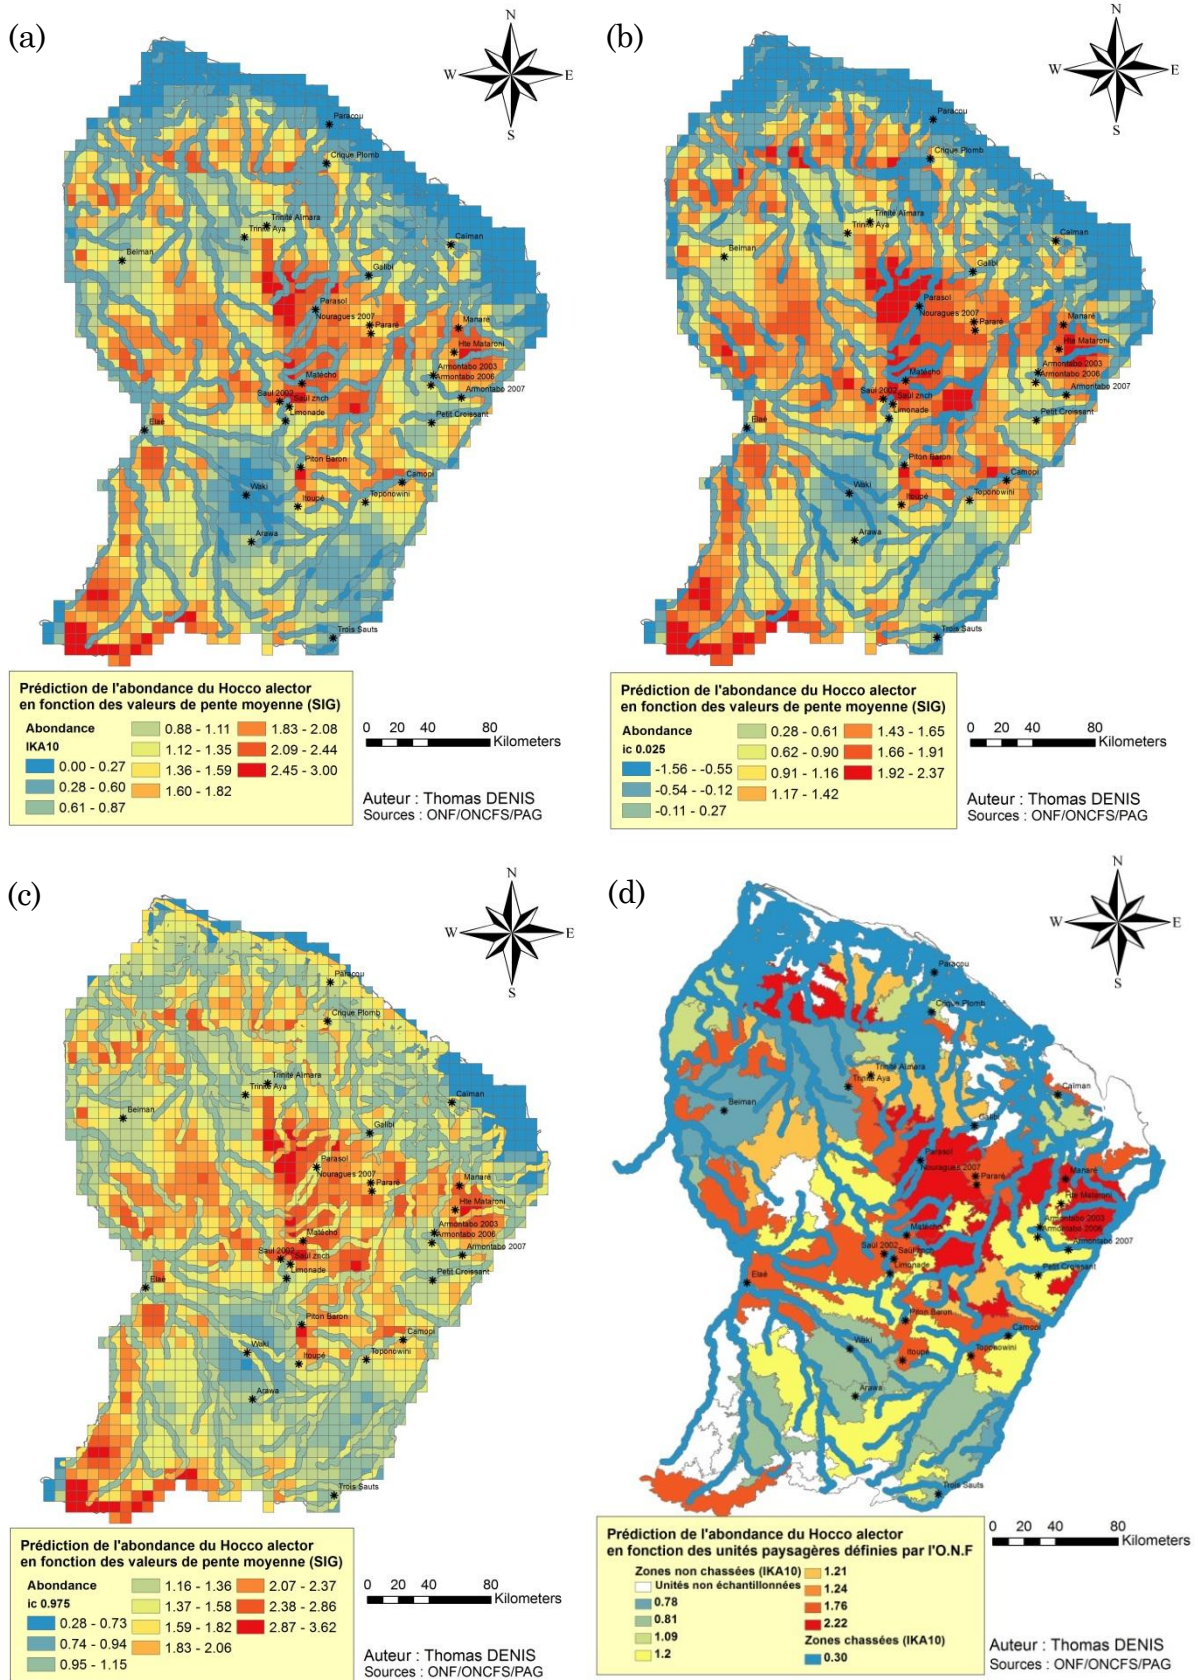 (a)
N
W
E
S
Paracou
Crique Plomb
Trinité Aya
Caïman
Beiman
Galibi
Parasol
Nouragues 2007
Pararé
Manaré
Hte Mataroni
Armontabo 2003
Armontabo 2006
Armontabo 2007
Matécho
Saül 2002
Saül znch
Limonade
Petit Croissant
Elaé
Piton Baron
Camopi
Waki
Itoupé
Toponowini
Arawa
Trois Sauts
Prédiction de l'abondance du Hocco alector
en fonction des valeurs de pente moyenne (SIG)
Abondance
IKA10
0.00 - 0.27
0.28 - 0.60
0.61 - 0.87
0.88 - 1.11
1.12 - 1.35
1.36 - 1.59
1.60 - 1.82
1.83 - 2.08
2.09 - 2.44
2.45 - 3.00
0 20 40 80
Kilometers
Auteur : Thomas DENIS
Sources : ONF/ONCFS/PAG
(b)
N
W
E
S
Paracou
Crique Plomb
Trinité Aya
Caïman
Beiman
Galibi
Parasol
Nouragues 2007
Pararé
Manaré
Hte Mataroni
Armontabo 2003
Armontabo 2006
Armontabo 2007
Matécho
Saül 2002
Saül znch
Limonade
Petit Croissant
Elaé
Piton Baron
Camopi
Waki
Itoupé
Toponowini
Arawa
Trois Sauts
Prédiction de l'abondance du Hocco alector
en fonction des valeurs de pente moyenne (SIG)
Abondance
ic 0.025
-1.56 - -0.55
-0.54 - -0.12
-0.11 - 0.27
0.28 - 0.61
0.62 - 0.90
0.91 - 1.16
1.17 - 1.42
1.43 - 1.65
1.66 - 1.91
1.92 - 2.37
0 20 40 80
Kilometers
Auteur : Thomas DENIS
Sources : ONF/ONCFS/PAG
(c)
N
W
E
S
Paracou
Crique Plomb
Trinité Aya
Caïman
Beiman
Galibi
Parasol
Nouragues 2007
Pararé
Manaré
Hte Mataroni
Armontabo 2003
Armontabo 2006
Armontabo 2007
Matécho
Saül 2002
Saül znch
Limonade
Petit Croissant
Elaé
Piton Baron
Camopi
Waki
Itoupé
Toponowini
Arawa
Trois Sauts
Prédiction de l'abondance du Hocco alector
en fonction des valeurs de pente moyenne (SIG)
Abondance
ic 0.975
0.28 - 0.73
0.74 - 0.94
0.95 - 1.15
1.16 - 1.36
1.37 - 1.58
1.59 - 1.82
1.83 - 2.06
2.07 - 2.37
2.38 - 2.86
2.87 - 3.62
0 20 40 80
Kilometers
Auteur : Thomas DENIS
Sources : ONF/ONCFS/PAG
(d)
N
W
E
S
Paracou
Crique Plomb
Trinité Aya
Caïman
Beiman
Galibi
Parasol
Nouragues 2007
Pararé
Manaré
Hte Mataroni
Armontabo 2003
Armontabo 2006
Armontabo 2007
Matécho
Saül 2002
Saül znch
Limonade
Petit Croissant
Elaé
Piton Baron
Camopi
Waki
Itoupé
Toponowini
Arawa
Trois Sauts
Prédiction de l'abondance du Hocco alector
en fonction des unités paysagères définies par l'O.N.F
Zones non chassées (IKA10)
Unités non échantillonnées
0.78
0.81
1.09
1.2
1.21
1.24
1.76
2.22
Zones chassées (IKA10)
0.30
0 20 40 80
Kilometers
Auteur : Thomas DENIS
Sources : ONF/ONCFS/PAG